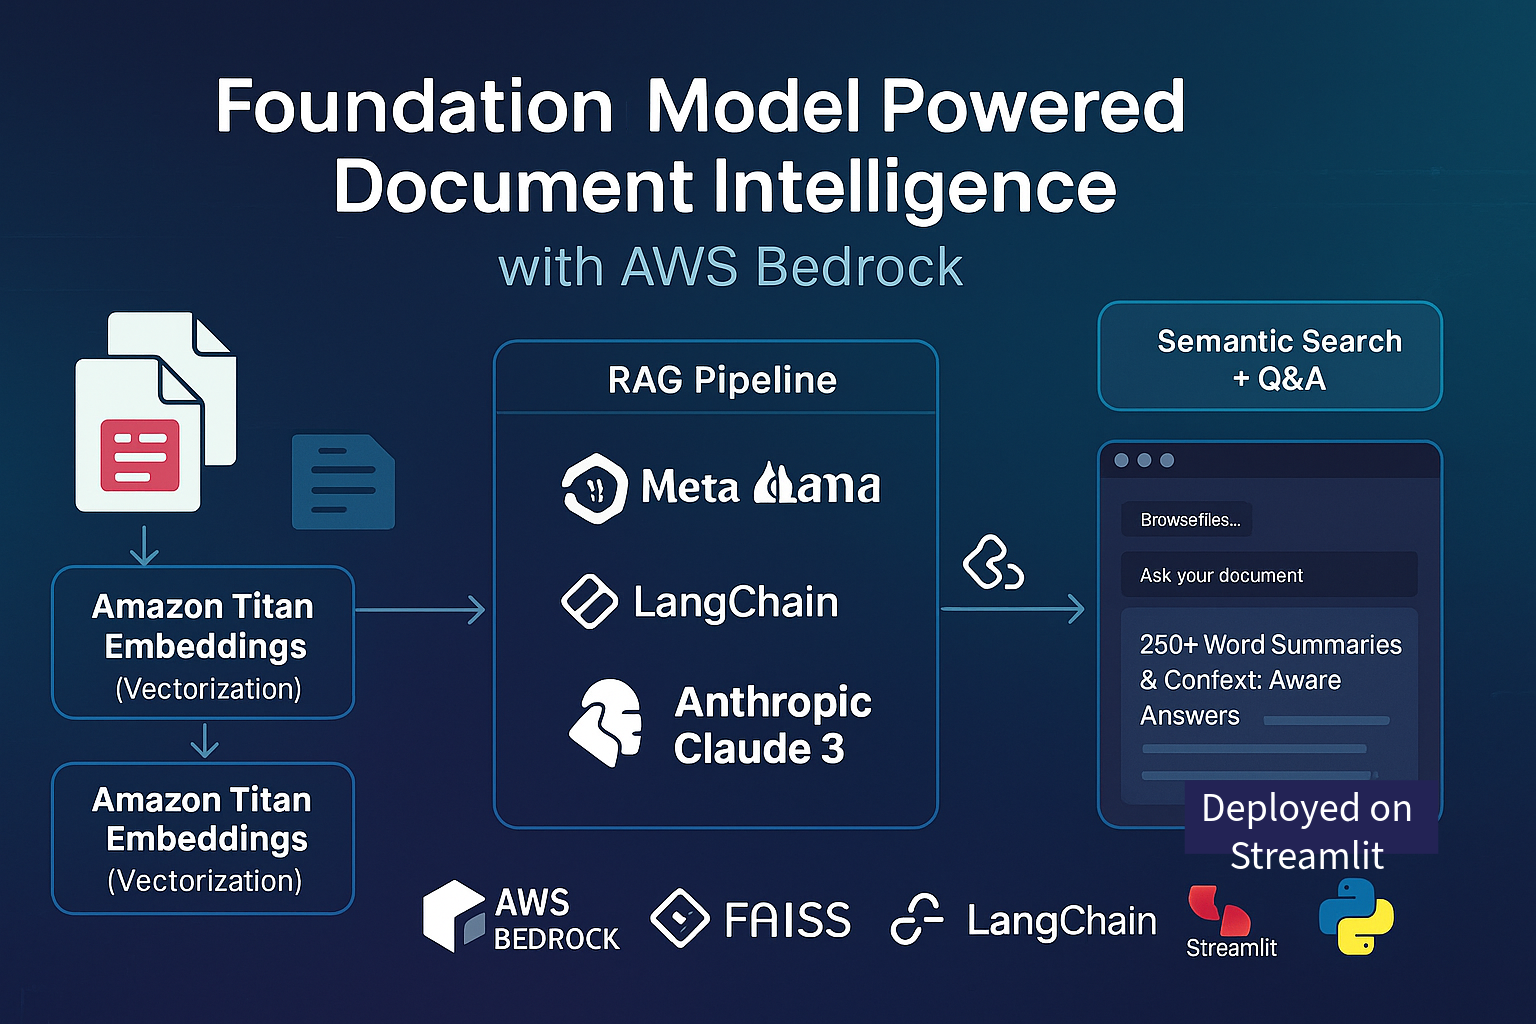 Foundation Model Powered
Document Intelligence
with AWS Bedrock
Amazon Titan
Embeddings
(Vectorization)
Amazon Titan
Embeddings
(Vectorization)
RAG Pipeline
Meta Llama
LangChain
Anthropic
Claude 3
Semantic Search
+ Q&A
Browsefiles...
Ask your document
250+ Word Summaries
& Confext: Aware
Answers
Deployed on
Streamlit
AWS
BEDROCK
FAISS
LangChain
Streamlit